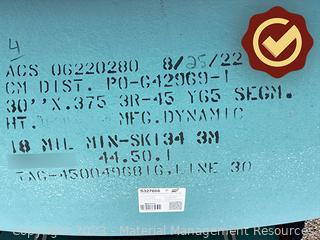 4
ACS 06220280 8/25/22
CM DIST. PO-G42969-1
30"X.375 3R-45 Y65 SEGM.
HT. MFG.DYNAMIC
18 MIL MIN-SK134 3M
44.50.1
TAG-4500496816,LINE 30
5327688
Copyright 2023 - Material Management Resources